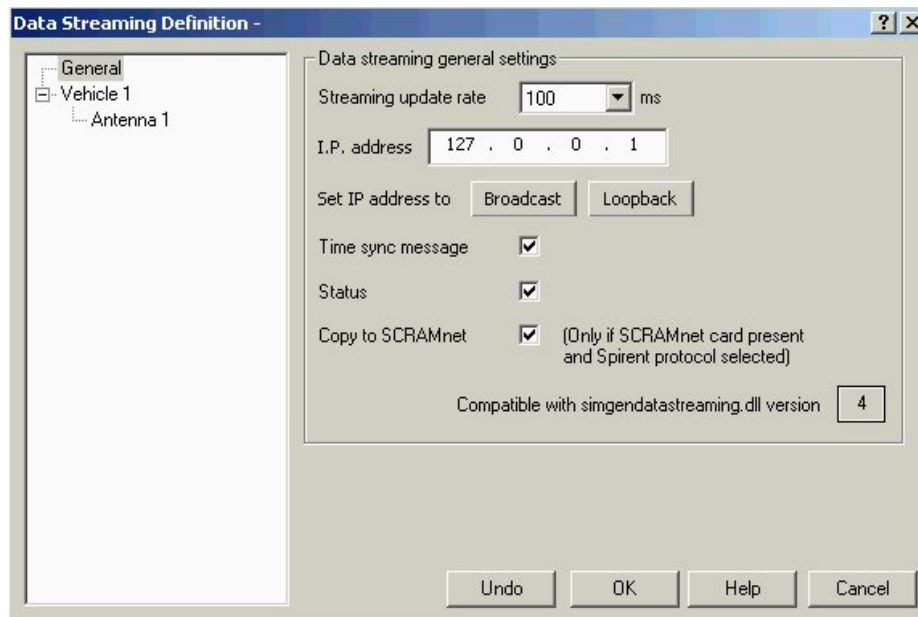 Data Streaming Definition -
General
Vehicle 1
Antenna 1
Data streaming general settings
Streaming update rate 100 ms
I.P. address 127 . 0 . 0 . 1
Set IP address to Broadcast Loopback
Time sync message
Status
Copy to SCRAMnet (Only if SCRAMnet card present
and Spirent protocol selected)
Compatible with simgendatastreaming.dll version 4
Undo OK Help Cancel